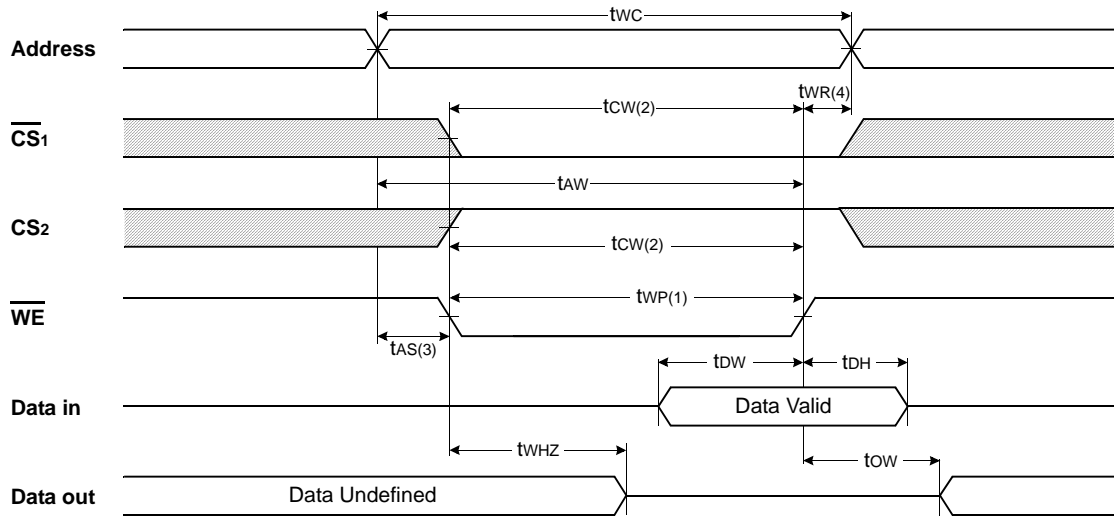 tWC
Address
tCW(2)
tWR(4)
CS1
tAW
CS2
tCW(2)
tWP(1)
WE
tAS(3)
tDW
tDH
Data in
Data Valid
tWHZ
tOW
Data out
Data Undefined